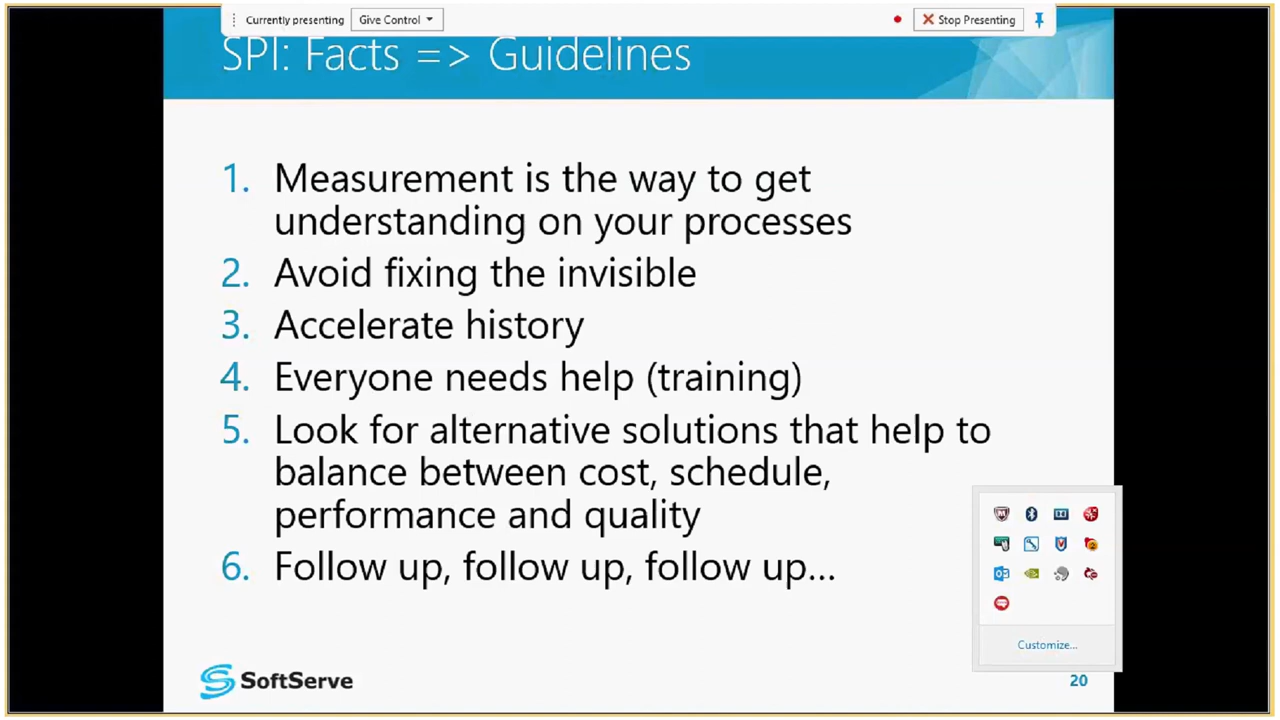 Currently presenting Give Control Stop Presenting
SPI: Facts => Guidelines
1. Measurement is the way to get
understanding on your processes
2. Avoid fixing the invisible
3. Accelerate history
4. Everyone needs help (training)
5. Look for alternative solutions that help to
balance between cost, schedule,
performance and quality
6. Follow up, follow up, follow up...
Customize...
SoftServe
20